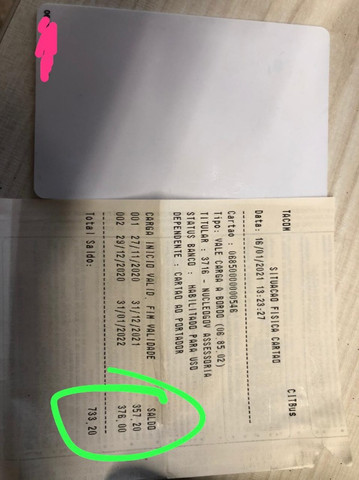 TACOM CITBUS
SITUACAO FISICA CARTAO
Data: 16/01/2021 13:23:27
Cartao : 0685000000546
Tipo: VALE CARGA A BORDO (06.85.02)
TITULAR : 3716 - NUCLEOGOV ASSESSORIA
STATUS BANCO : HABILITADO PARA USO
DEPENDENTE : CARTAO AO PORTADOR
CARGA INICIO VALID FIM VALIDADE SALDO
001 27/11/2020 31/12/2021 357.20
002 29/12/2020 31/01/2022 376.00
Total Saldo: 733.20